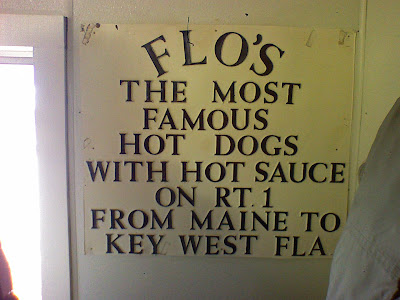 FLO'S
THE MOST
FAMOUS
HOT DOGS
WITH HOT SAUCE
ON RT. 1
FROM MAINE TO
KEY WEST FLA